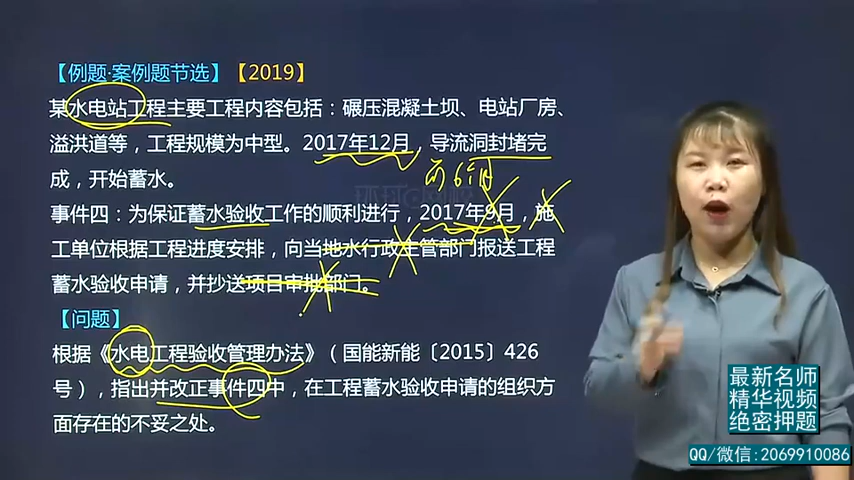 【例题·案例题节选】【2019】
某水电站工程主要工程内容包括：碾压混凝土坝、电站厂房、
溢洪道等，工程规模为中型。2017年12月，导流洞封堵完
成，开始蓄水。
前6个月
事件四：为保证蓄水验收工作的顺利进行，2017年9月，施
工单位根据工程进度安排，向当地水行政主管部门报送工程
蓄水验收申请，并抄送项目审批部门。
【问题】
根据《水电工程验收管理办法》（国能新能〔2015〕426
号），指出并改正事件四中，在工程蓄水验收申请的组织方
面存在的不妥之处。
最新名师
精华视频
绝密押题
QQ/微信:2069910086